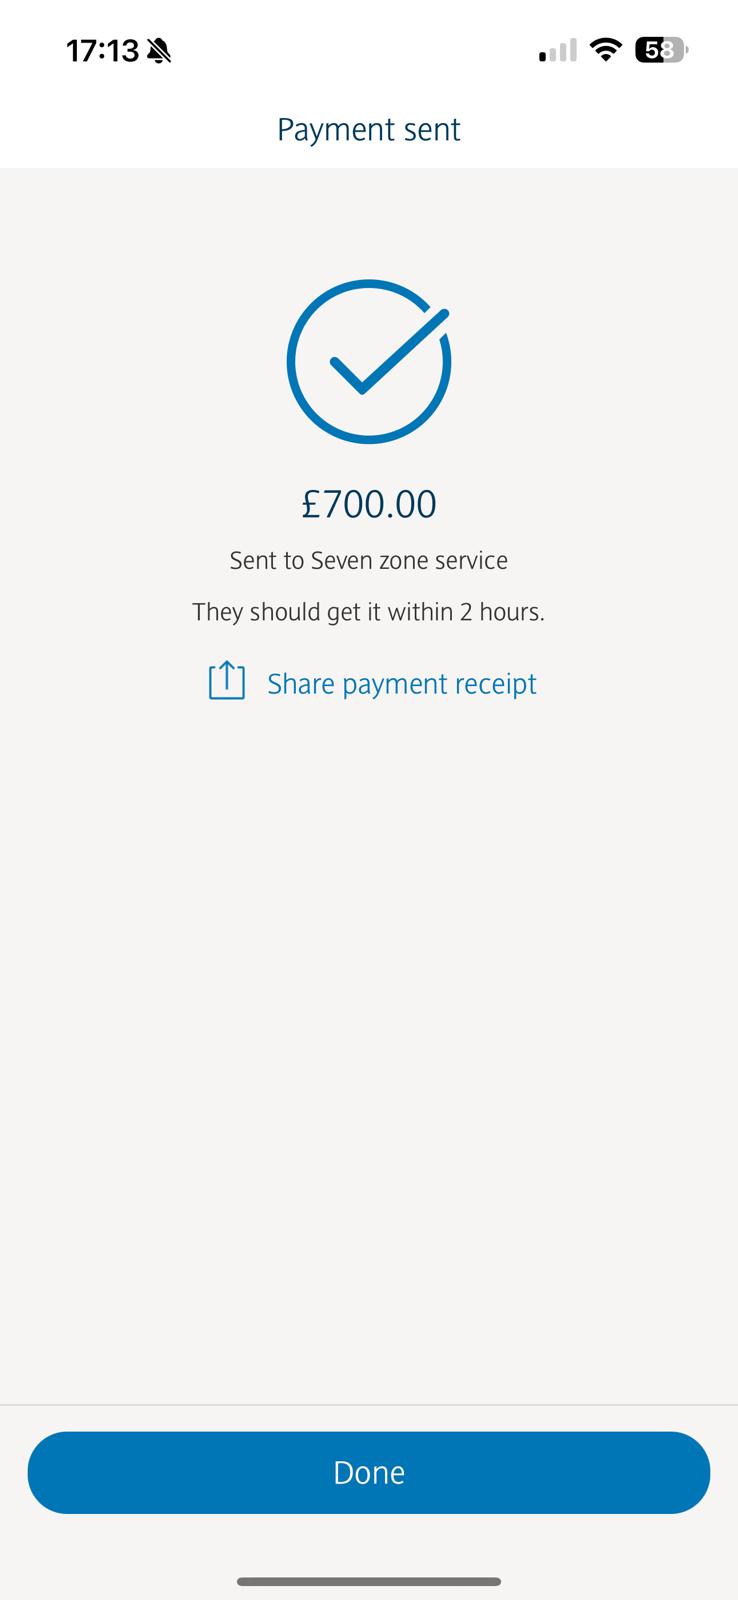 17:13
58
Payment sent
£700.00
Sent to Seven zone service
They should get it within 2 hours.
Share payment receipt
Done